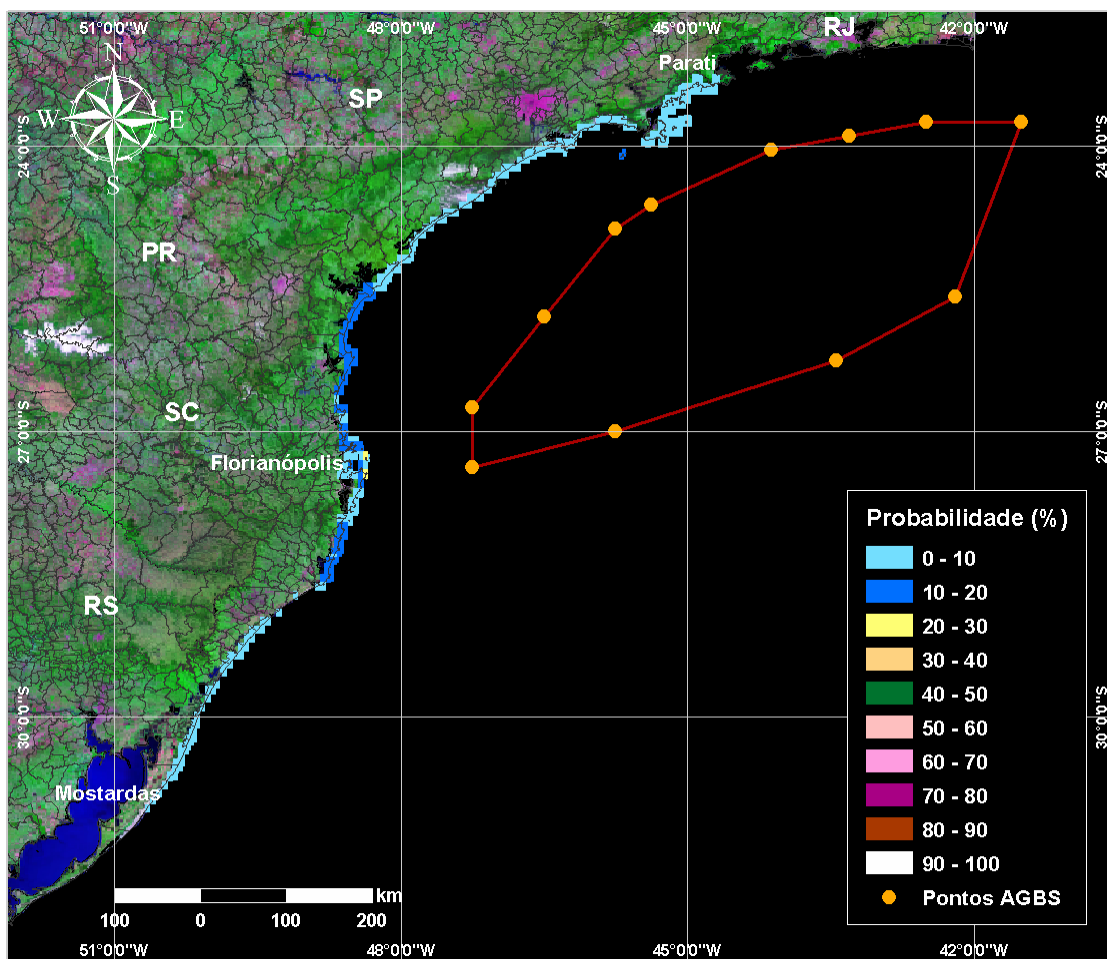 51°0'0"W
48°0'0"W
45°0'0"W
42°0'0"W
RJ
N
W
E
S
Parati
SP
24°0'0"S
24°0'0"S
PR
SC
27°0'0"S
27°0'0"S
Florianópolis
Probabilidade (%)
0 - 10
10 - 20
20 - 30
30 - 40
40 - 50
50 - 60
60 - 70
70 - 80
80 - 90
90 - 100
Pontos AGBS
RS
30°0'0"S
30°0'0"S
Mostardas
km
100 0 100 200
51°0'0"W
48°0'0"W
45°0'0"W
42°0'0"W